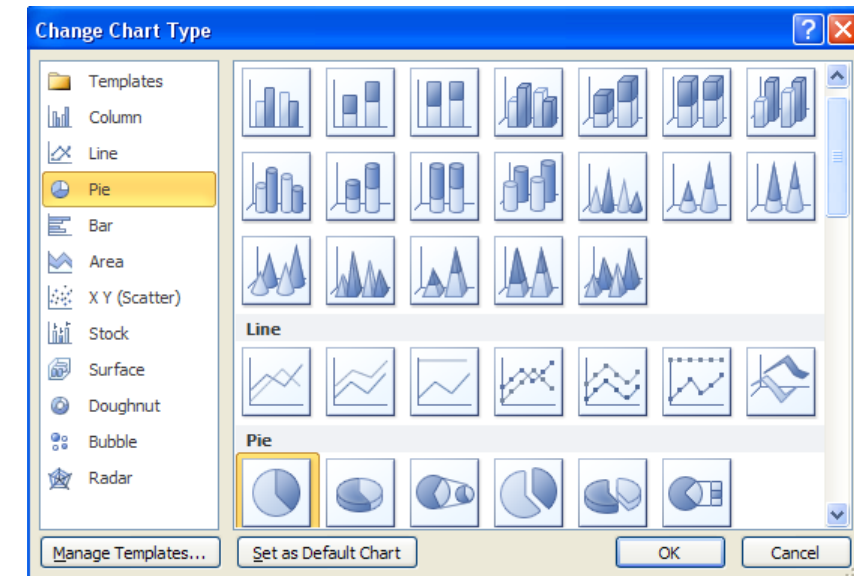 Change Chart Type
Templates
Column
Line
Pie
Bar
Area
X Y (Scatter)
Stock
Surface
Doughnut
Bubble
Radar
Line
Pie
Manage Templates...
Set as Default Chart
OK
Cancel